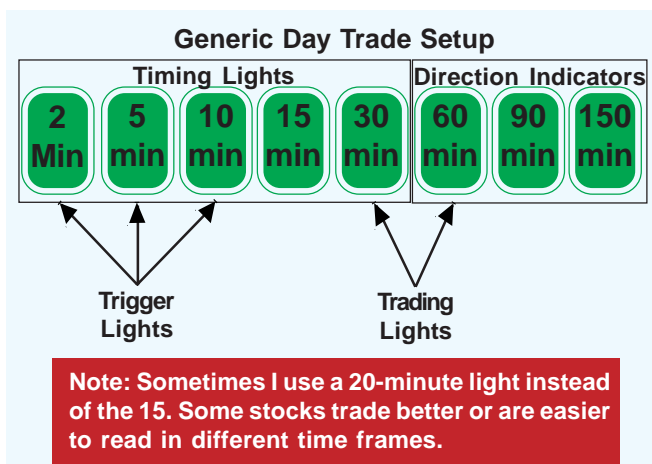 Generic Day Trade Setup
Timing Lights
Direction Indicators
2 Min
5 min
10 min
15 min
30 min
60 min
90 min
150 min
Trigger
Lights
Trading
Lights
Note: Sometimes I use a 20-minute light instead
of the 15. Some stocks trade better or are easier
to read in different time frames.